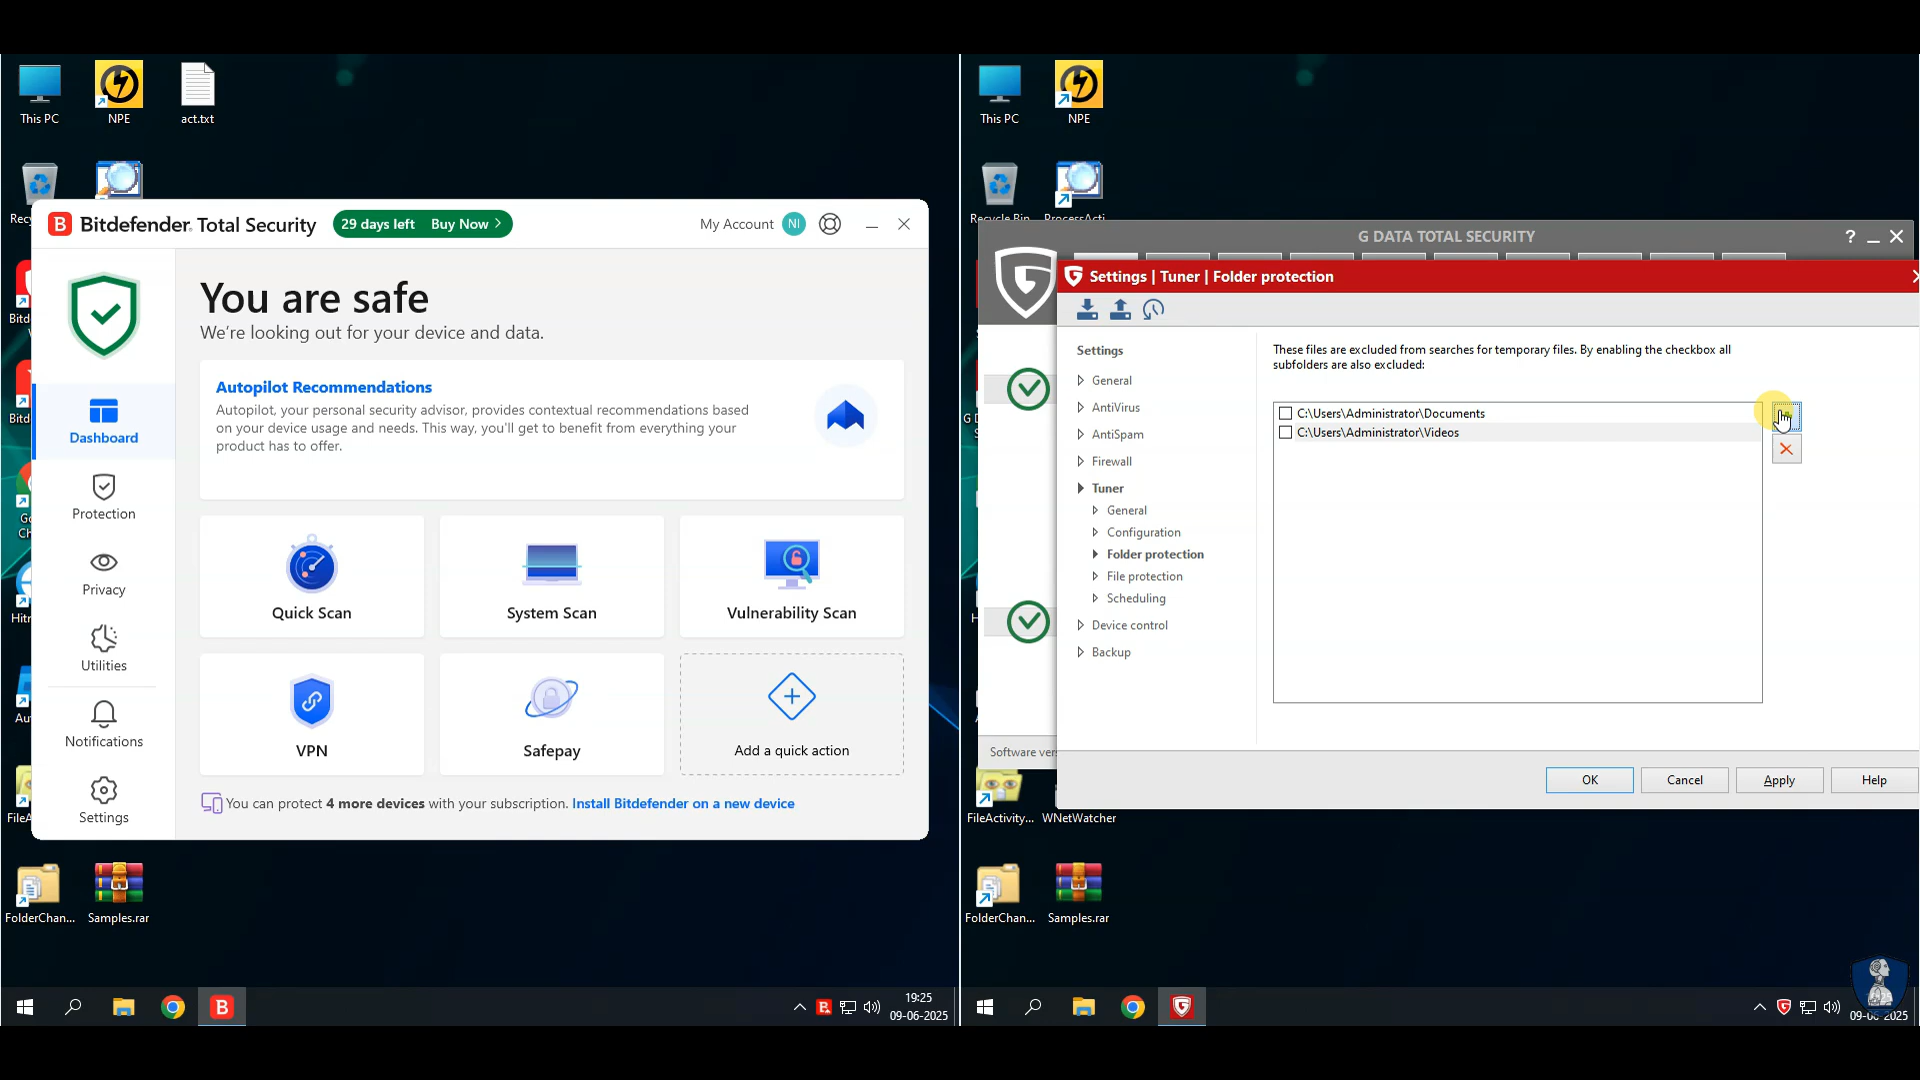 This PC
NPE
act.txt
Bitdefender Total Security
29 days left
Buy Now >
My Account
NI
You are safe
We're looking out for your device and data.
Autopilot Recommendations
Autopilot, your personal security advisor, provides contextual recommendations based
on your device usage and needs. This way, you'll get to benefit from everything your
product has to offer.
Dashboard
Protection
Privacy
Utilities
Notifications
Settings
Quick Scan
System Scan
Vulnerability Scan
VPN
Safepay
Add a quick action
You can protect 4 more devices with your subscription. Install Bitdefender on a new device
FolderChan...
Samples.rar
19:25
09-06-2025
This PC
NPE
Recycle Bin
ProcessActi...
G DATA TOTAL SECURITY
Settings | Tuner | Folder protection
Settings
General
AntiVirus
AntiSpam
Firewall
Tuner
General
Configuration
Folder protection
File protection
Scheduling
Device control
Backup
These files are excluded from searches for temporary files. By enabling the checkbox all
subfolders are also excluded:
C:\Users\Administrator\Documents
C:\Users\Administrator\Videos
OK
Cancel
Apply
Help
Software ver
FileActivity...
WNetWatcher
FolderChan...
Samples.rar
09-06-2025